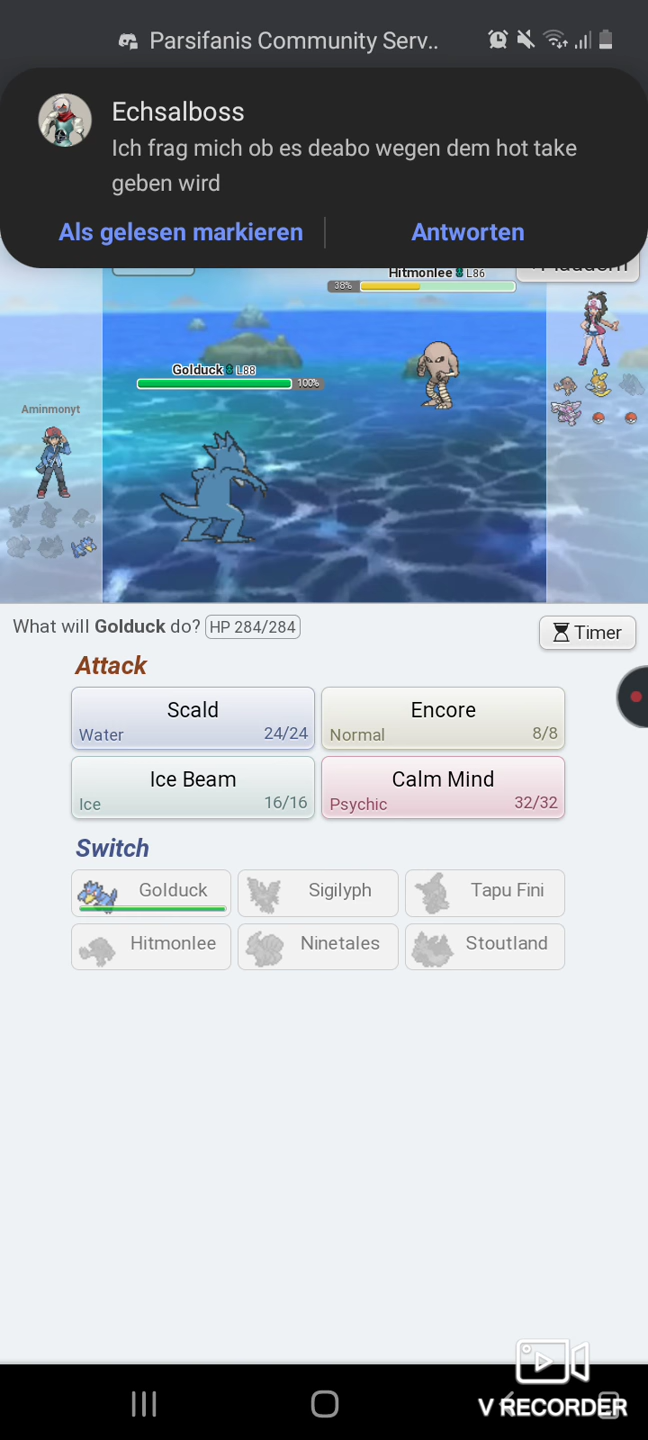 Parsifanis Community Serv..
Echsalboss
Ich frag mich ob es deabo wegen dem hot take
geben wird
Als gelesen markieren
Antworten
Hitmonlee L86
38%
Golduck L88
100%
Aminmonyt
What will Golduck do? HP 284/284
Timer
Attack
Scald
Water 24/24
Encore
Normal 8/8
Ice Beam
Ice 16/16
Calm Mind
Psychic 32/32
Switch
Golduck
Sigilyph
Tapu Fini
Hitmonlee
Ninetales
Stoutland
V RECORDER